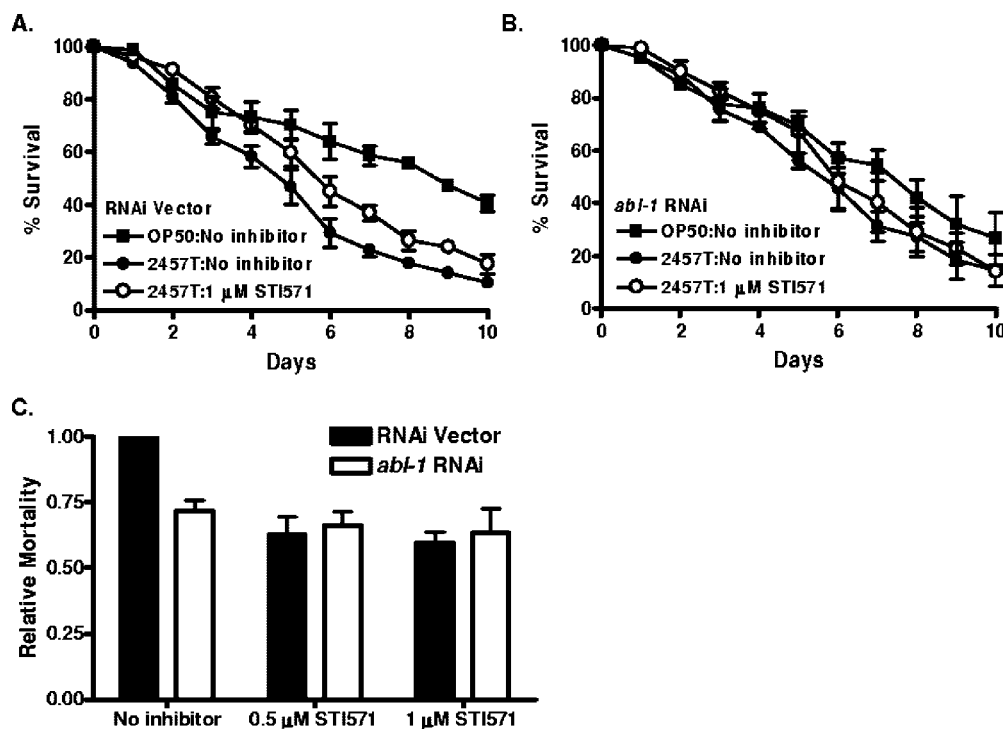 A.
% Survival
100
80
60
40
20
0
RNAi Vector
OP50:No inhibitor
2457T:No inhibitor
2457T:1 μM STI571
0 2 4 6 8 10
Days
B.
% Survival
100
80
60
40
20
0
abl-1 RNAi
OP50:No inhibitor
2457T:No inhibitor
2457T:1 μM STI571
0 2 4 6 8 10
Days
C.
Relative Mortality
1.00
0.75
0.50
0.25
0.00
RNAi Vector
abl-1 RNAi
No inhibitor 0.5 μM STI571 1 μM STI571